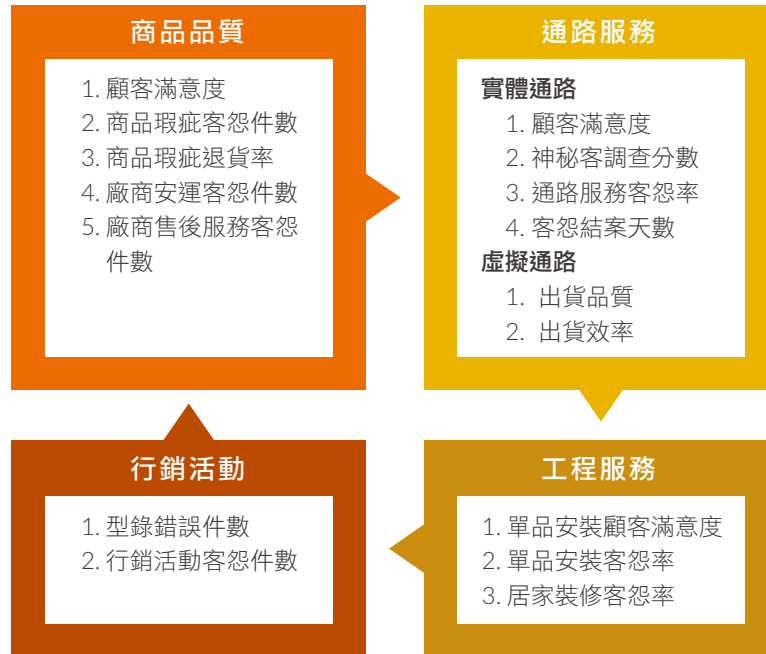 商品品質
1. 顧客滿意度
2. 商品瑕疵客怨件數
3. 商品瑕疵退貨率
4. 廠商安運客怨件數
5. 廠商售後服務客怨
件數
通路服務
實體通路
1. 顧客滿意度
2. 神秘客調查分數
3. 通路服務客怨率
4. 客怨結案天數
虛擬通路
1. 出貨品質
2. 出貨效率
行銷活動
1. 型錄錯誤件數
2. 行銷活動客怨件數
工程服務
1. 單品安裝顧客滿意度
2. 單品安裝客怨率
3. 居家裝修客怨率